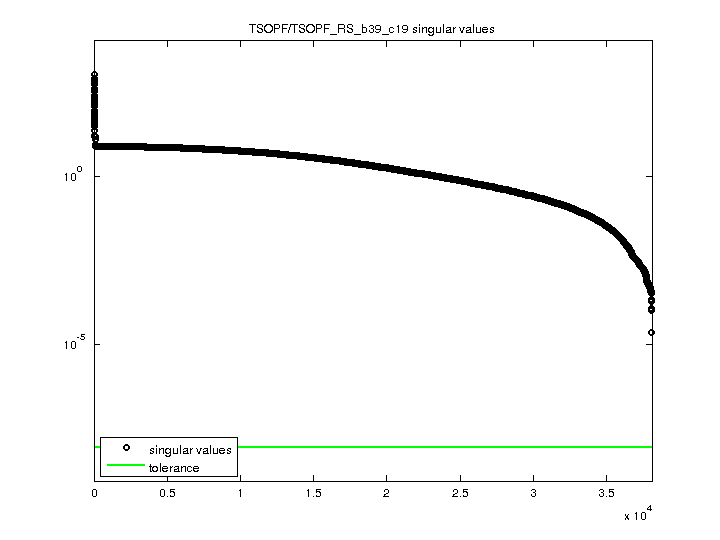 TSOPF/TSOPF_RS_b39_c19 singular values
10^0
10^-5
singular values
tolerance
0 0.5 1 1.5 2 2.5 3 3.5
x 10^4